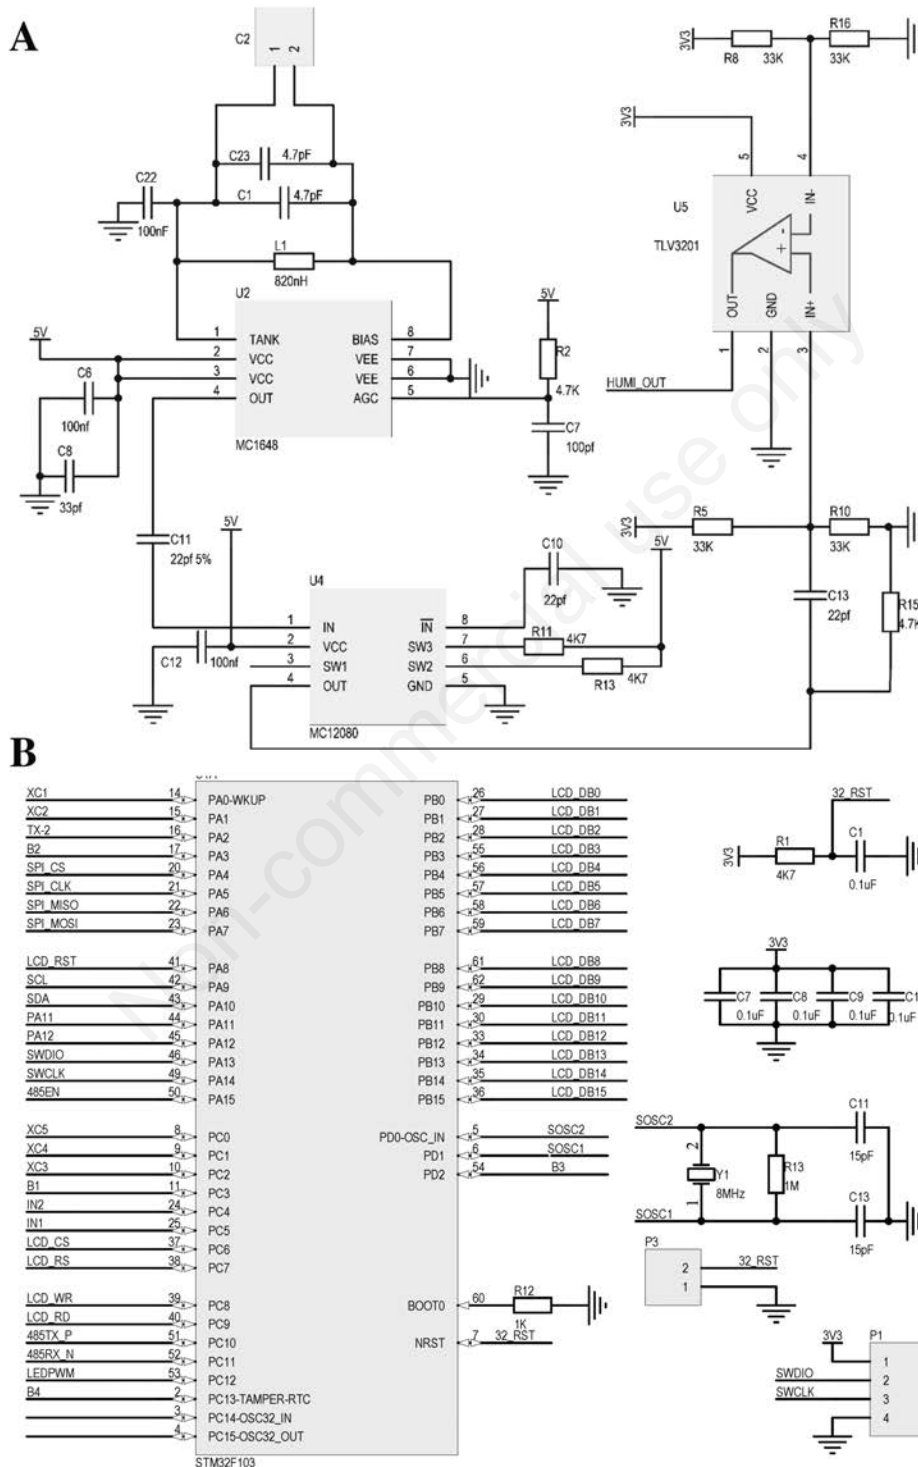 A
C2
1 2
C23 4.7pF
C22
100nF
C1 4.7pF
L1
820nH
U2
1 TANK BIAS 8
2 VCC VEE 7
3 VCC VEE 6
4 OUT AGC 5
MC1648
5V
C6
100nf
C8
33pf
5V
R2
4.7K
C7
100pf
C11
22pf 5%
5V
C12 100nf
U4
1 IN IN 8
2 VCC SW3 7
3 SW1 SW2 6
4 OUT GND 5
MC12080
C10
22pf
5V
R11 4K7
R13 4K7
3V3
R8 33K
R16
33K
3V3
5 4
VCC IN-
U5
TLV3201
- +
OUT GND IN+
1 2 3
HUMI_OUT
3V3
R5
33K
R10
33K
C13
22pf
R15
4.7K
Non-commercial use only
B
XC1 14 PA0-WKUP
XC2 15 PA1
TX-2 16 PA2
B2 17 PA3
SPI_CS 20 PA4
SPI_CLK 21 PA5
SPI_MISO 22 PA6
SPI_MOSI 23 PA7
LCD_RST 41 PA8
SCL 42 PA9
SDA 43 PA10
PA11 44 PA11
PA12 45 PA12
SWDIO 46 PA13
SWCLK 49 PA14
485EN 50 PA15
XC5 8 PC0
XC4 9 PC1
XC3 10 PC2
B1 11 PC3
IN2 24 PC4
IN1 25 PC5
LCD_CS 37 PC6
LCD_RS 38 PC7
LCD_WR 39 PC8
LCD_RD 40 PC9
485TX_P 51 PC10
485RX_N 52 PC11
LEDPWM 53 PC12
B4 2 PC13-TAMPER-RTC
3 PC14-OSC32_IN
4 PC15-OSC32_OUT
STM32F103
PB0 26 LCD_DB0
PB1 27 LCD_DB1
PB2 28 LCD_DB2
PB3 55 LCD_DB3
PB4 56 LCD_DB4
PB5 57 LCD_DB5
PB6 58 LCD_DB6
PB7 59 LCD_DB7
PB8 61 LCD_DB8
PB9 62 LCD_DB9
PB10 29 LCD_DB10
PB11 30 LCD_DB11
PB12 33 LCD_DB12
PB13 34 LCD_DB13
PB14 35 LCD_DB14
PB15 36 LCD_DB15
PD0-OSC_IN 5 SOSC2
PD1 6 SOSC1
PD2 54 B3
BOOT0 60 R12
1K
NRST 7 32_RST
32_RST
3V3
R1
4K7
C1
0.1uF
3V3
C7 C8 C9 C1
0.1uF 0.1uF 0.1uF 0.1uF
SOSC2
C11
15pF
2
Y1
8MHz
1
R13
1M
SOSC1
C13
15pF
P3
2 32_RST
1
3V3 P1
1
SWDIO 2
SWCLK 3
4